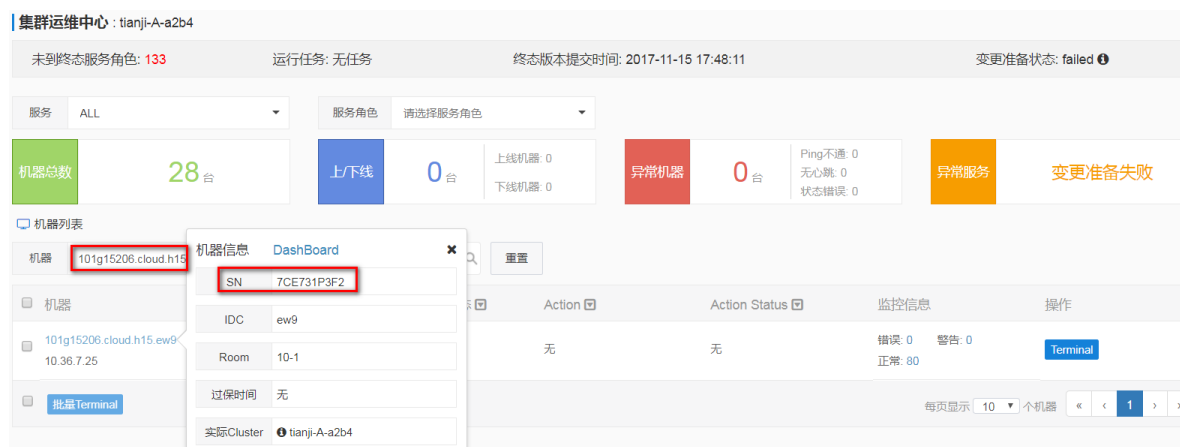 集群运维中心 : tianji-A-a2b4
未到终态服务角色: 133 运行任务: 无任务 终态版本提交时间: 2017-11-15 17:48:11 变更准备状态: failed
服务 ALL 服务角色 请选择服务角色
机器总数 28 台 上/下线 0 台 上线机器: 0 下线机器: 0 异常机器 0 台 Ping不通: 0 无心跳: 0 状态错误: 0 异常服务 变更准备失败
机器列表
机器 101g15206.cloud.h15 重置
机器信息 DashBoard
SN 7CE731P3F2
IDC ew9
Room 10-1
过保时间 无
实际Cluster tianji-A-a2b4
机器 Action Action Status 监控信息 操作
101g15206.cloud.h15.ew9 无 无 错误: 0 警告: 0 Terminal
10.36.7.25 正常: 80
批量Terminal 每页显示 10 个机器 « ‹ 1 ›